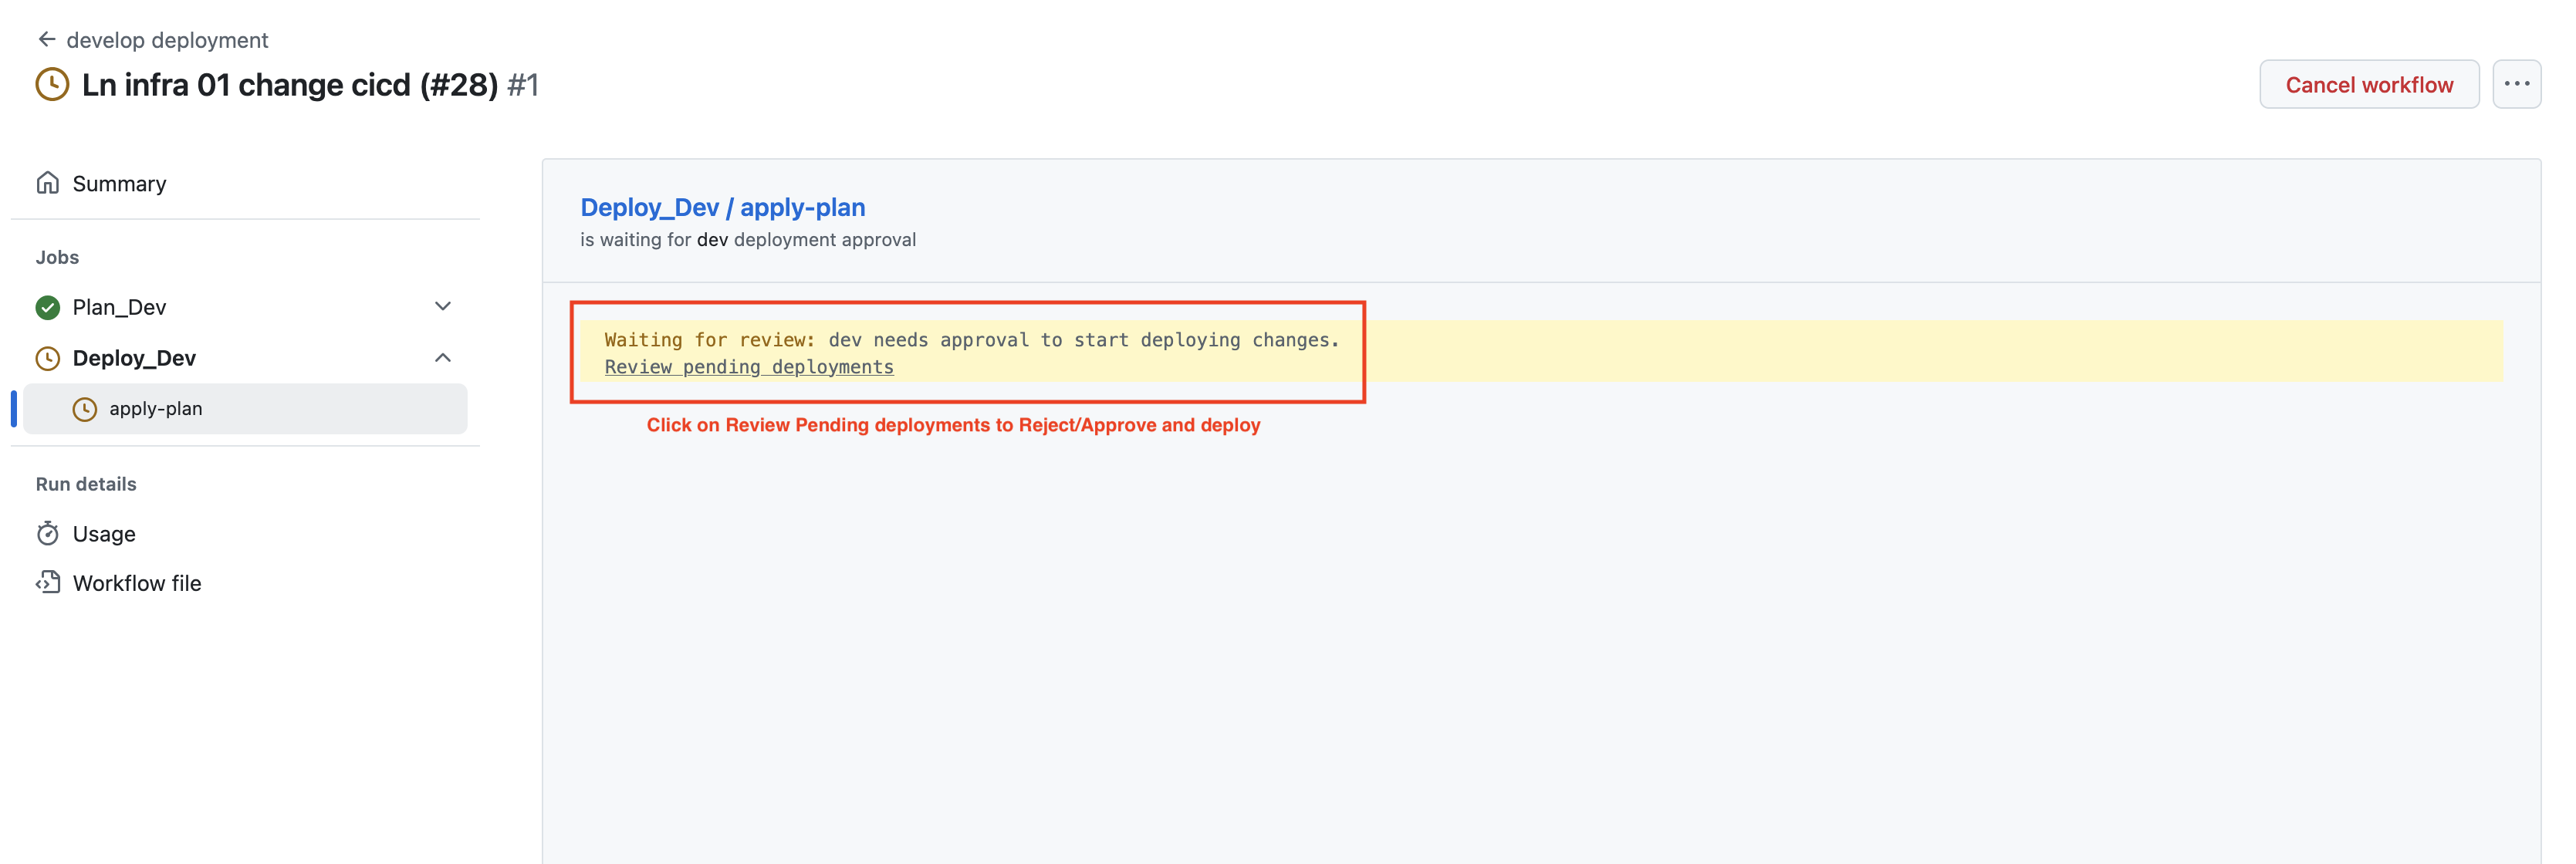 develop deployment
Ln infra 01 change cicd (#28) #1
Cancel workflow
Summary
Jobs
Plan_Dev
Deploy_Dev
apply-plan
Run details
Usage
Workflow file
Deploy_Dev / apply-plan
is waiting for dev deployment approval
Waiting for review: dev needs approval to start deploying changes.
Review pending deployments
Click on Review Pending deployments to Reject/Approve and deploy